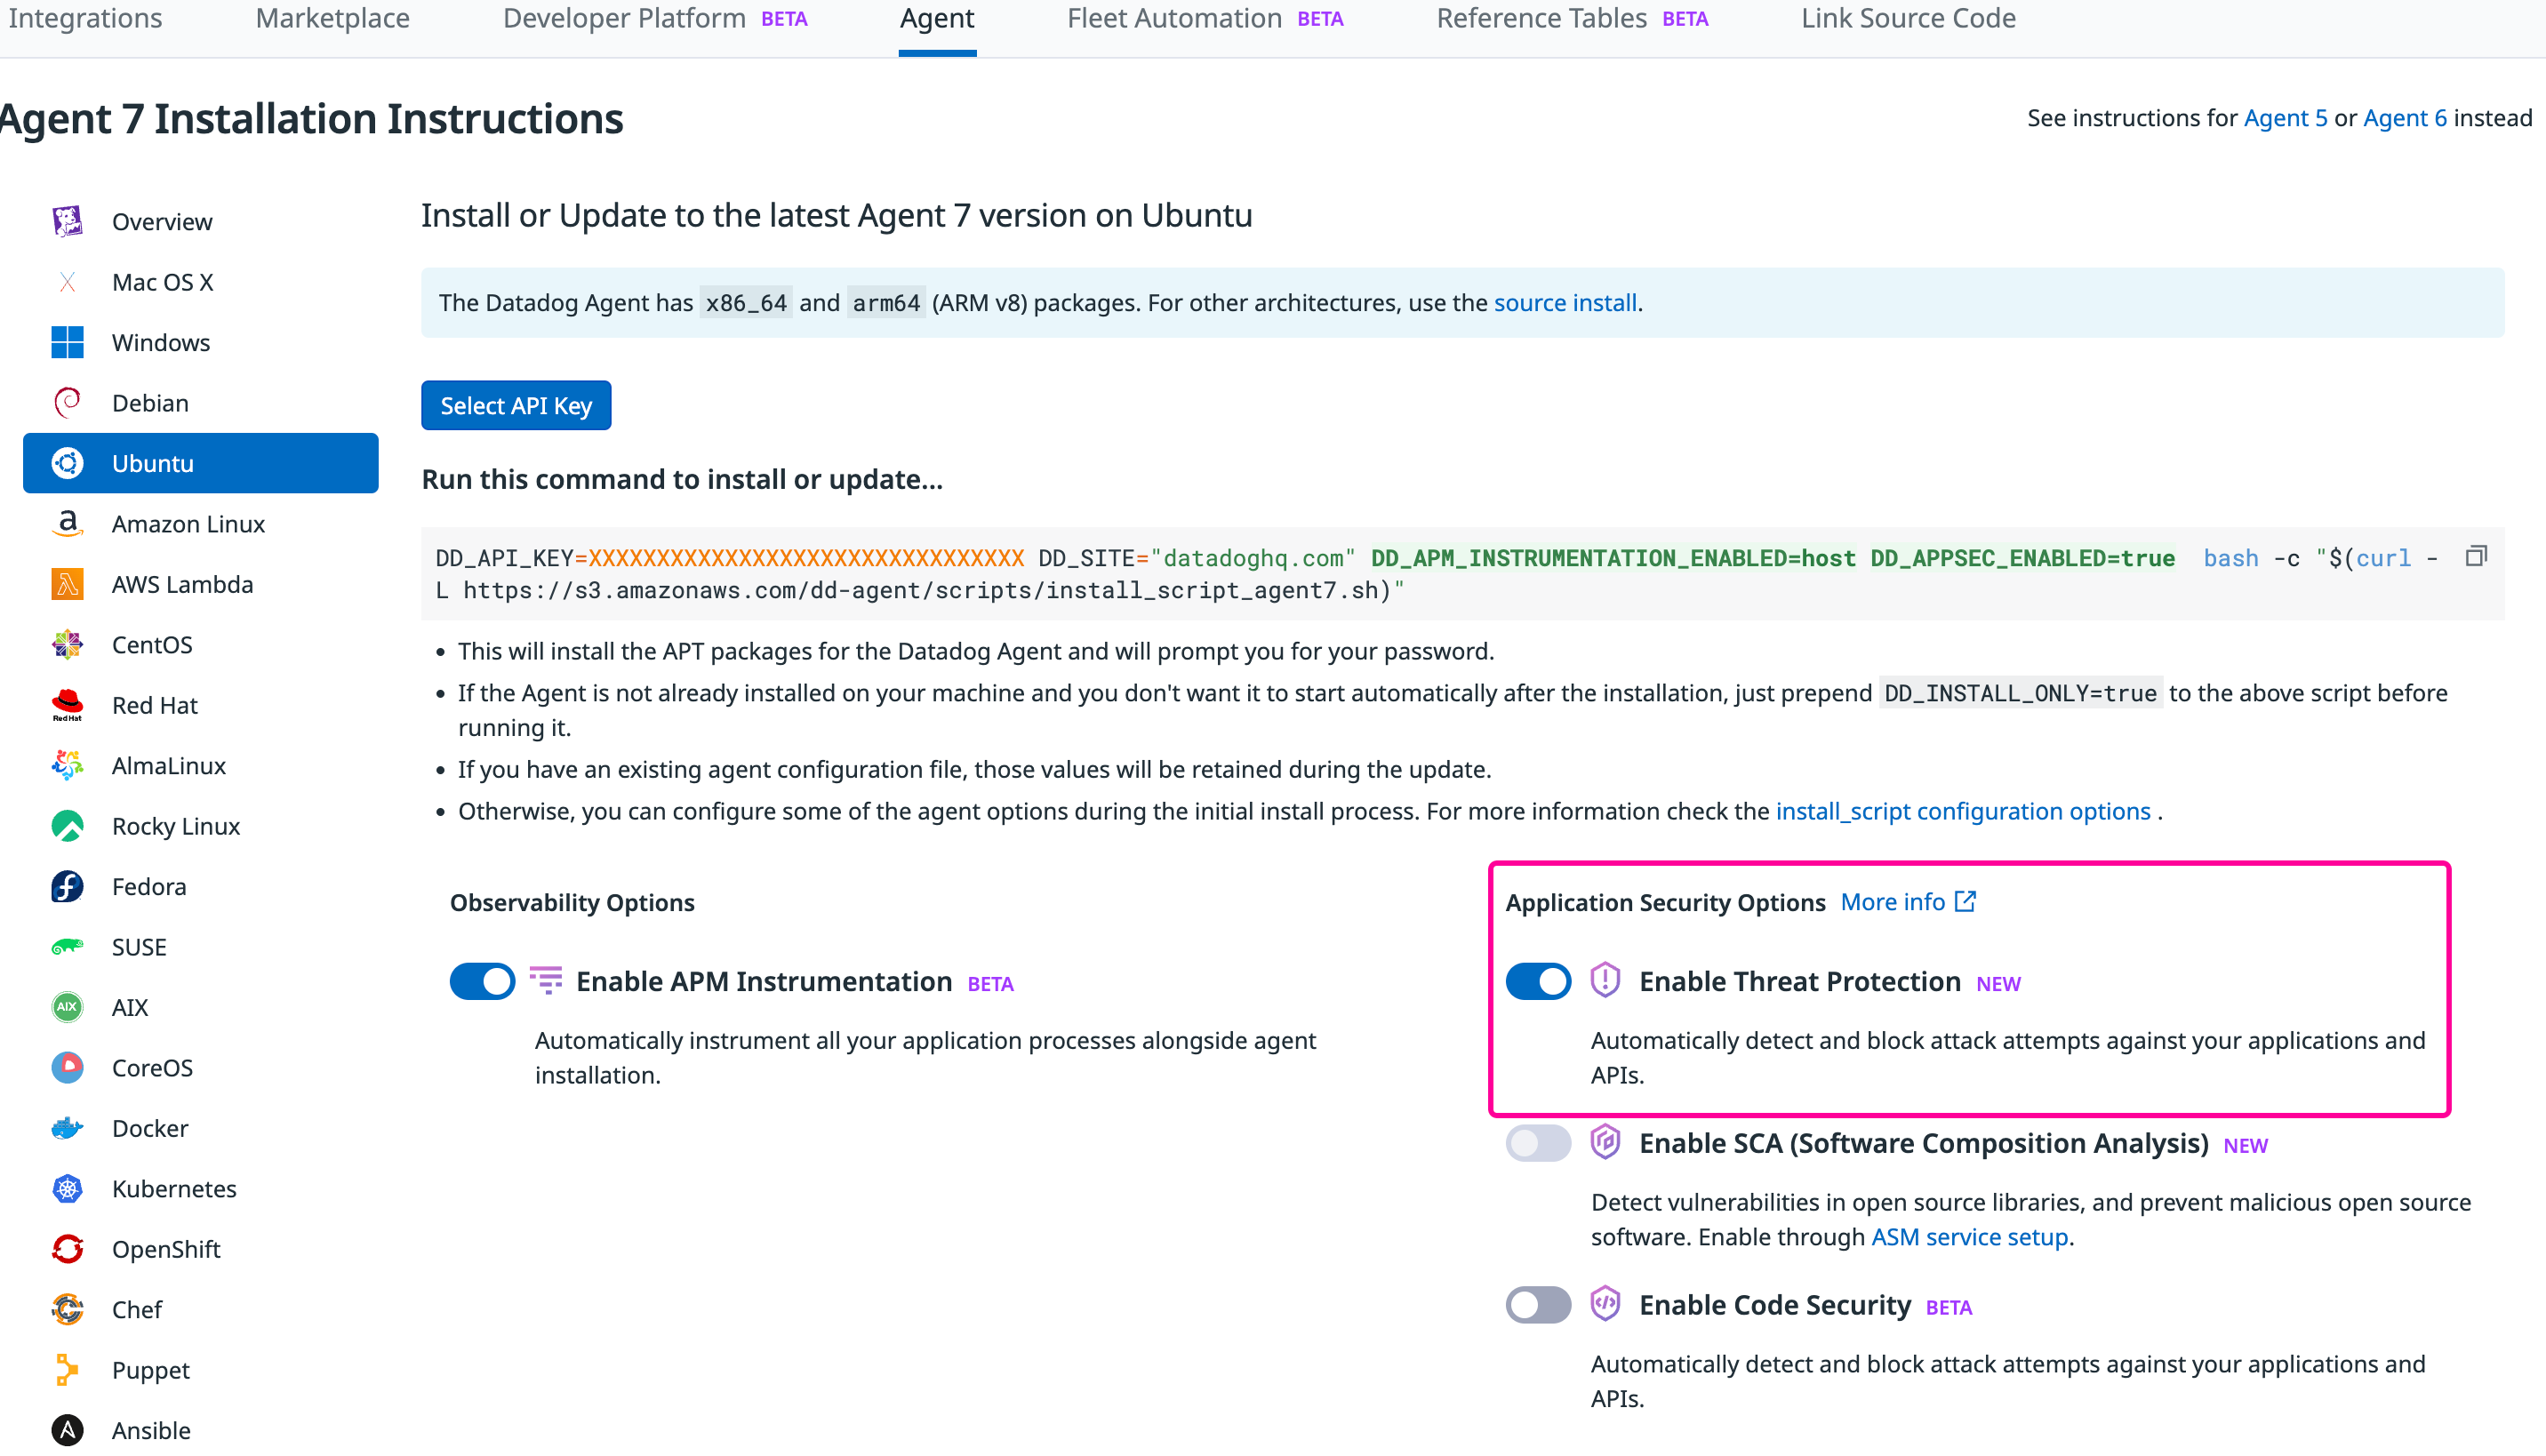 Integrations Marketplace Developer Platform BETA Agent Fleet Automation BETA Reference Tables BETA Link Source Code
Agent 7 Installation Instructions
See instructions for Agent 5 or Agent 6 instead
Overview
Mac OS X
Windows
Debian
Ubuntu
Amazon Linux
AWS Lambda
CentOS
Red Hat
Red Hat
AlmaLinux
Rocky Linux
Fedora
SUSE
AIX
AIX
CoreOS
Docker
Kubernetes
OpenShift
Chef
Puppet
Ansible
Install or Update to the latest Agent 7 version on Ubuntu
The Datadog Agent has x86_64 and arm64 (ARM v8) packages. For other architectures, use the source install.
Select API Key
Run this command to install or update...
DD_API_KEY=XXXXXXXXXXXXXXXXXXXXXXXXXXXXXXXX DD_SITE="datadoghq.com" DD_APM_INSTRUMENTATION_ENABLED=host DD_APPSEC_ENABLED=true bash -c "$(curl -
L https://s3.amazonaws.com/dd-agent/scripts/install_script_agent7.sh)"
• This will install the APT packages for the Datadog Agent and will prompt you for your password.
• If the Agent is not already installed on your machine and you don't want it to start automatically after the installation, just prepend DD_INSTALL_ONLY=true to the above script before
running it.
• If you have an existing agent configuration file, those values will be retained during the update.
• Otherwise, you can configure some of the agent options during the initial install process. For more information check the install_script configuration options .
Observability Options
Enable APM Instrumentation BETA
Automatically instrument all your application processes alongside agent
installation.
Application Security Options More info
Enable Threat Protection NEW
Automatically detect and block attack attempts against your applications and
APIs.
Enable SCA (Software Composition Analysis) NEW
Detect vulnerabilities in open source libraries, and prevent malicious open source
software. Enable through ASM service setup.
Enable Code Security BETA
Automatically detect and block attack attempts against your applications and
APIs.